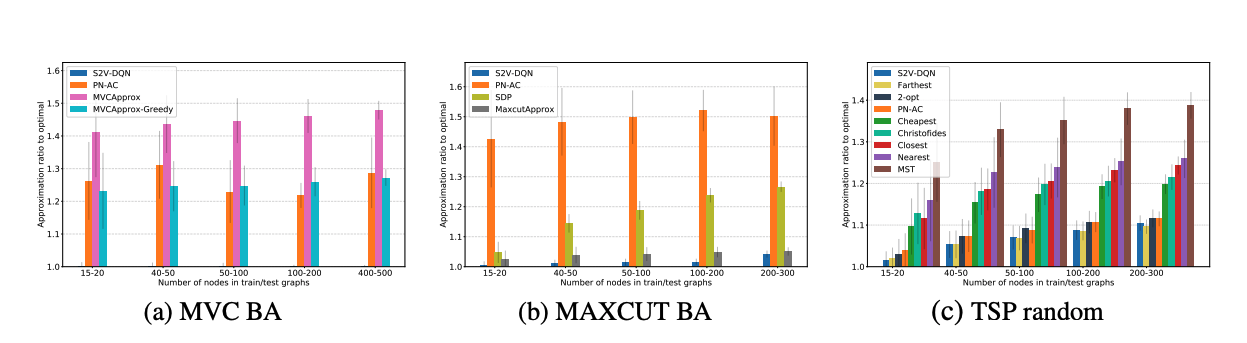 Approximation ratio to optimal
1.6
1.5
1.4
1.3
1.2
1.1
1.0
S2V-DQN
PN-AC
MVCApprox
MVCApprox-Greedy
15-20
40-50
50-100
100-200
400-500
Number of nodes in train/test graphs
(a) MVC BA
Approximation ratio to optimal
1.6
1.5
1.4
1.3
1.2
1.1
1.0
S2V-DQN
PN-AC
SDP
MaxcutApprox
15-20
40-50
50-100
100-200
200-300
Number of nodes in train/test graphs
(b) MAXCUT BA
Approximation ratio to optimal
1.4
1.3
1.2
1.1
1.0
S2V-DQN
Farthest
2-opt
PN-AC
Cheapest
Christofides
Closest
Nearest
MST
15-20
40-50
50-100
100-200
200-300
Number of nodes in train/test graphs
(c) TSP random